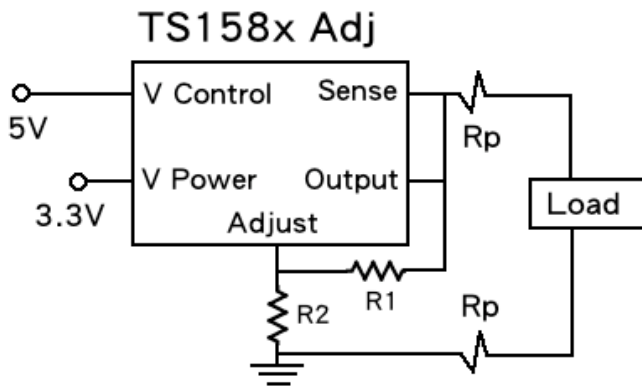 TS158x Adj
V Control
Sense
5V
Rp
V Power
Output
3.3V
Load
Adjust
R1
R2
Rp